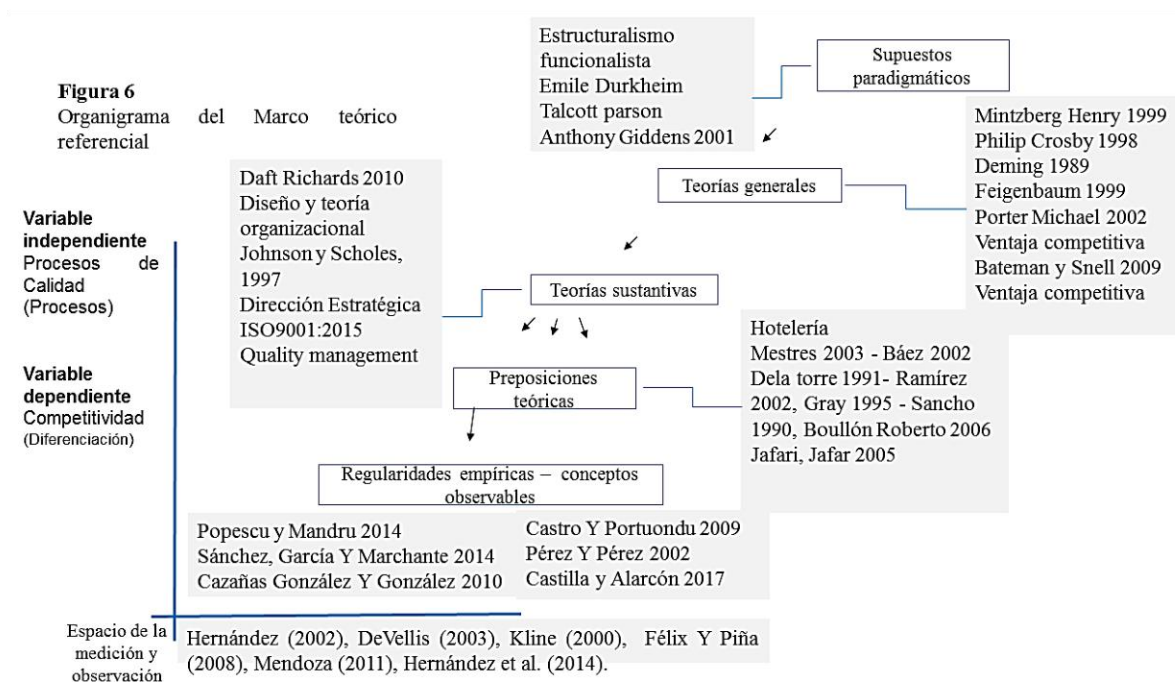 Figura 6
Organigrama del Marco teórico
referencial
Estructuralismo
funcionalista
Emile Durkheim
Talcott parson
Anthony Giddens 2001
Supuestos
paradigmáticos
Mintzberg Henry 1999
Philip Crosby 1998
Deming 1989
Feigenbaum 1999
Porter Michael 2002
Ventaja competitiva
Bateman y Snell 2009
Ventaja competitiva
Teorías generales
Daft Richards 2010
Diseño y teoría
organizacional
Johnson y Scholes,
1997
Dirección Estratégica
ISO9001:2015
Quality management
Variable
independiente
Procesos de
Calidad
(Procesos)
Teorías sustantivas
Hotelería
Mestres 2003 - Báez 2002
Dela torre 1991- Ramírez
2002, Gray 1995 - Sancho
1990, Boullón Roberto 2006
Jafari, Jafar 2005
Variable
dependiente
Competitividad
(Diferenciación)
Preposiciones
teóricas
Regularidades empíricas – conceptos
observables
Popescu y Mandru 2014
Sánchez, García Y Marchante 2014
Cazañas González Y González 2010
Castro Y Portuondu 2009
Pérez Y Pérez 2002
Castilla y Alarcón 2017
Espacio de la
medición y
observación
Hernández (2002), DeVellis (2003), Kline (2000), Félix Y Piña
(2008), Mendoza (2011), Hernández et al. (2014).